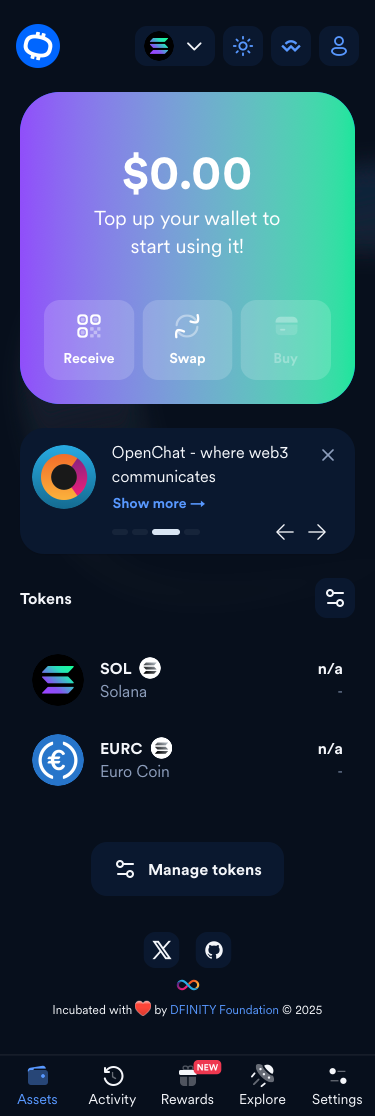 $0.00
Top up your wallet to
start using it!
Receive
Swap
Buy
OpenChat - where web3
communicates
Show more →
Tokens
SOL n/a
Solana -
EURC n/a
Euro Coin -
Manage tokens
Incubated with ❤️ by DFINITY Foundation © 2025
NEW
Assets
Activity
Rewards
Explore
Settings